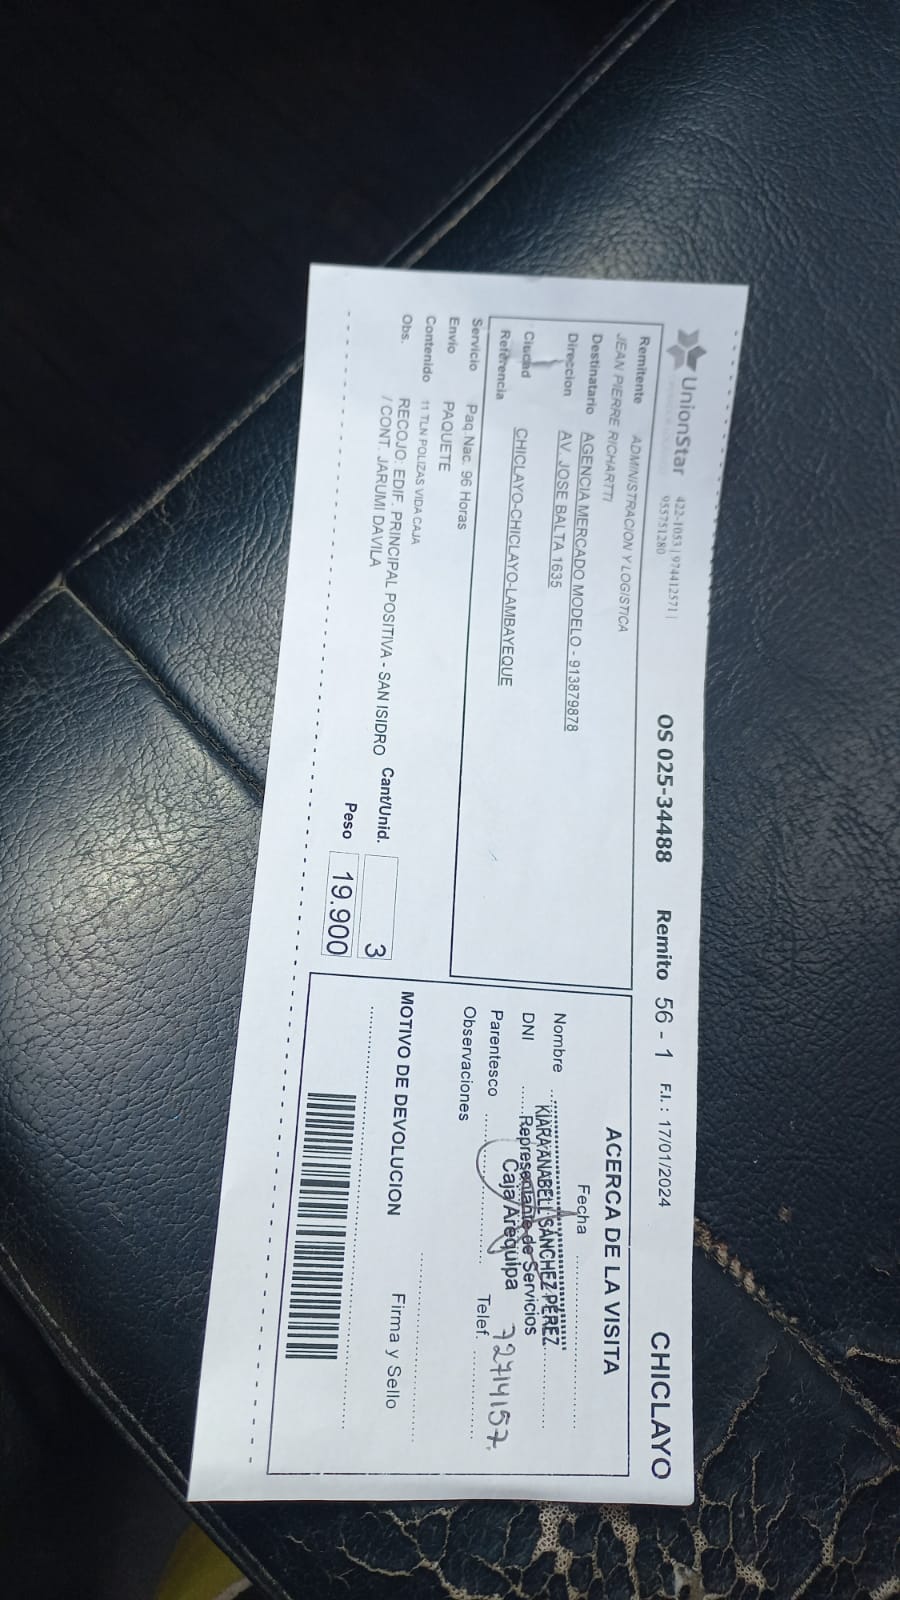 UnionStar
422-1053 | 974412571 |
955751280
OS 025-34488 Remito 56 - 1 F.I. : 17/01/2024 CHICLAYO
Remitente ADMINISTRACION Y LOGISTICA
JEAN PIERRE RICHARTTI
Destinatario AGENCIA MERCADO MODELO - 913879878
Direccion AV. JOSE BALTA 1635
Ciudad CHICLAYO-CHICLAYO-LAMBAYEQUE
Referencia
Servicio Paq Nac. 96 Horas
Envio PAQUETE
Contenido 11 TLN POLIZAS VIDA CAJA
Obs. RECOJO: EDIF. PRINCIPAL POSITIVA - SAN ISIDRO
/ CONT. JARUMI DAVILA
Cant/Unid. 3
Peso 19.900
ACERCA DE LA VISITA
Fecha
Nombre
DNI
Parentesco
Telef.
Observaciones
KIARA ANABELI SANCHEZ PÉREZ
Representante de Servicios
Caja Arequipa
72714157
MOTIVO DE DEVOLUCION
Firma y Sello